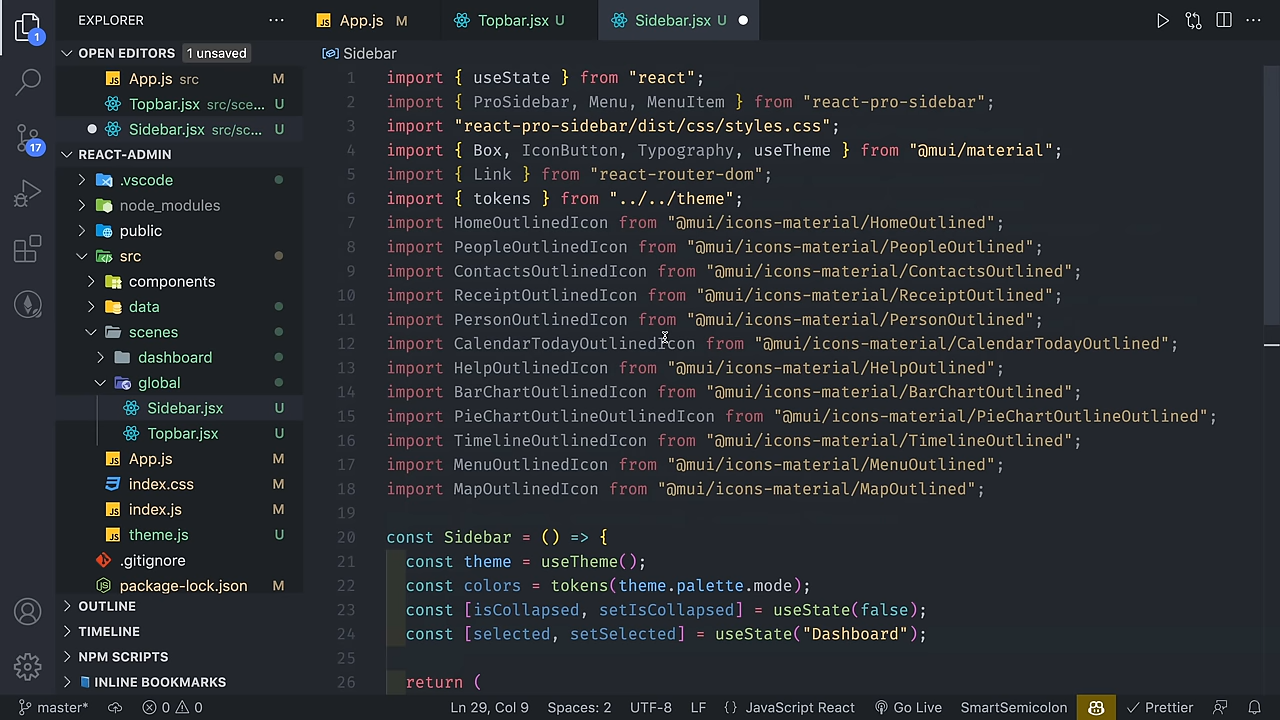 EXPLORER
App.js M
Topbar.jsx U
Sidebar.jsx U
OPEN EDITORS 1 unsaved
App.js src M
Topbar.jsx src/sce... U
Sidebar.jsx src/sc... U
REACT-ADMIN
.vscode
node_modules
public
src
components
data
scenes
dashboard
global
Sidebar.jsx U
Topbar.jsx U
App.js M
index.css M
index.js M
theme.js U
.gitignore
package-lock.json M
OUTLINE
TIMELINE
NPM SCRIPTS
INLINE BOOKMARKS
1
17
Sidebar
1 import { useState } from "react";
2 import { ProSidebar, Menu, MenuItem } from "react-pro-sidebar";
3 import "react-pro-sidebar/dist/css/styles.css";
4 import { Box, IconButton, Typography, useTheme } from "@mui/material";
5 import { Link } from "react-router-dom";
6 import { tokens } from "../../theme";
7 import HomeOutlinedIcon from "@mui/icons-material/HomeOutlined";
8 import PeopleOutlinedIcon from "@mui/icons-material/PeopleOutlined";
9 import ContactsOutlinedIcon from "@mui/icons-material/ContactsOutlined";
10 import ReceiptOutlinedIcon from "@mui/icons-material/ReceiptOutlined";
11 import PersonOutlinedIcon from "@mui/icons-material/PersonOutlined";
12 import CalendarTodayOutlinedIcon from "@mui/icons-material/CalendarTodayOutlined";
13 import HelpOutlinedIcon from "@mui/icons-material/HelpOutlined";
14 import BarChartOutlinedIcon from "@mui/icons-material/BarChartOutlined";
15 import PieChartOutlineOutlinedIcon from "@mui/icons-material/PieChartOutlineOutlined";
16 import TimelineOutlinedIcon from "@mui/icons-material/TimelineOutlined";
17 import MenuOutlinedIcon from "@mui/icons-material/MenuOutlined";
18 import MapOutlinedIcon from "@mui/icons-material/MapOutlined";
19
20 const Sidebar = () => {
21 const theme = useTheme();
22 const colors = tokens(theme.palette.mode);
23 const [isCollapsed, setIsCollapsed] = useState(false);
24 const [selected, setSelected] = useState("Dashboard");
25
26 return (
master* 0 0 Ln 29, Col 9 Spaces: 2 UTF-8 LF {} JavaScript React Go Live SmartSemicolon Prettier